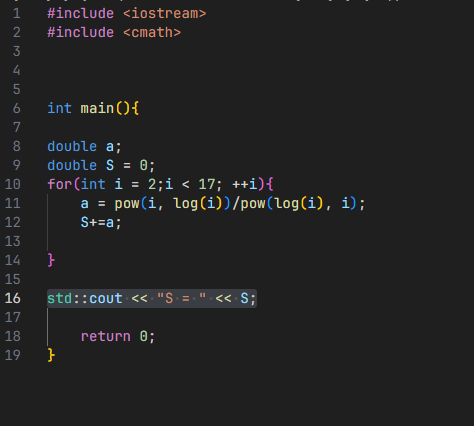 1 #include <iostream>
2 #include <cmath>
3
4
5
6 int main(){
7
8 double a;
9 double S = 0;
10 for(int i = 2;i < 17; ++i){
11     a = pow(i, log(i))/pow(log(i), i);
12     S+=a;
13
14 }
15
16 std::cout << "S = " << S;
17
18     return 0;
19 }